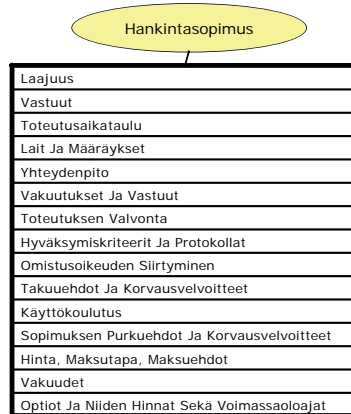 Hankintasopimus
Laajuus
Vastuut
Toteutusaikataulu
Lait Ja Määräykset
Yhteydenpito
Vakuutukset Ja Vastuut
Toteutuksen Valvonta
Hyväksymiskriteerit Ja Protokollat
Omistusoikeuden Siirtyminen
Takuuehdot Ja Korvausvelvoitteet
Käyttökoulutus
Sopimuksen Purkuehdot Ja Korvausvelvoitteet
Hinta, Maksutapa, Maksuehdot
Vakuudet
Optiot Ja Niiden Hinnat Sekä Voimassaoloajat